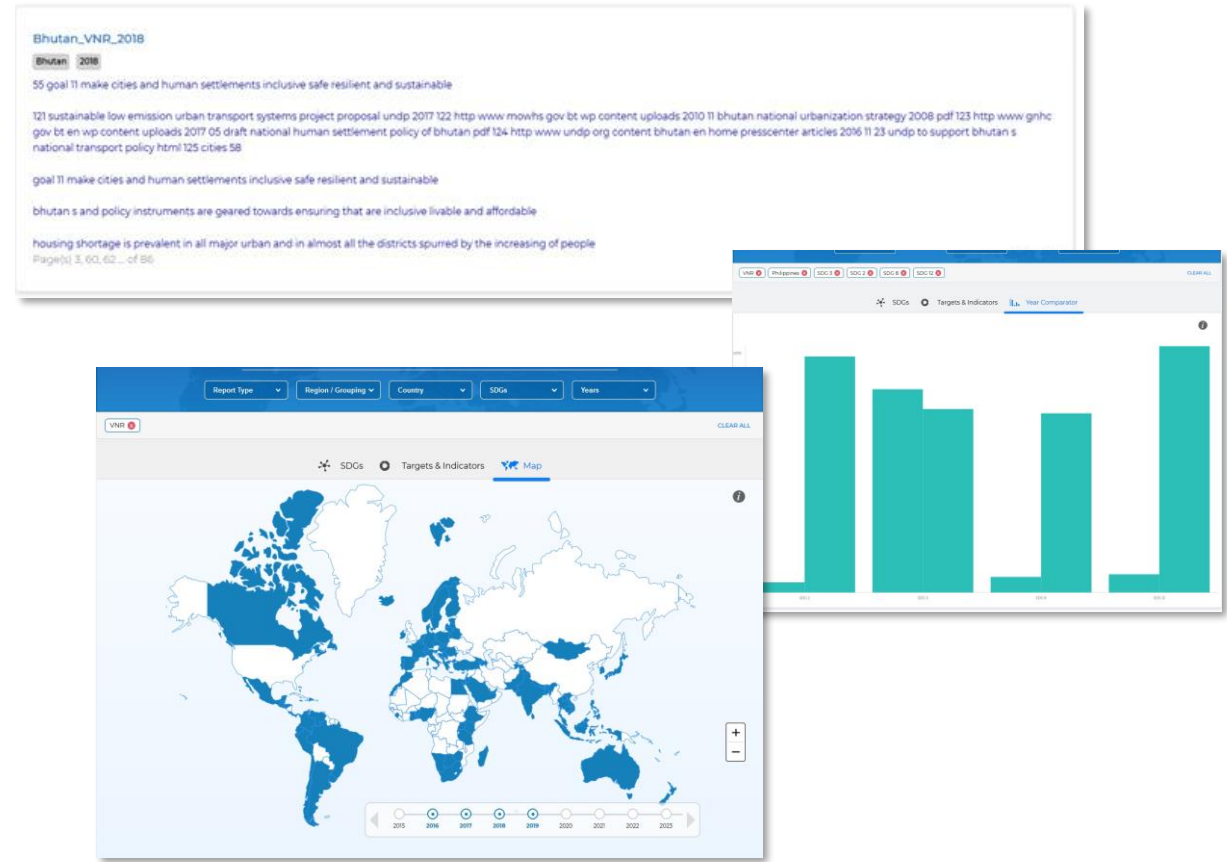 Bhutan_VNR_2018
Bhutan 2018
55 goal 11 make cities and human settlements inclusive safe resilient and sustainable
121 sustainable low emission urban transport systems project proposal undp 2017 122 http www mowhs gov bt wp content uploads 2010 11 bhutan national urbanization strategy 2008 pdf 123 http www gnhc
gov bt en wp content uploads 2017 05 draft national human settlement policy of bhutan pdf 124 http www undp org content bhutan en home presscenter articles 2016 11 23 undp to support bhutan s
national transport policy html 125 cities 58
goal 11 make cities and human settlements inclusive safe resilient and sustainable
bhutan s and policy instruments are geared towards ensuring that are inclusive livable and affordable
housing shortage is prevalent in all major urban and in almost all the districts spurred by the increasing of people
Page(s) 3, 60, 62 ... of 86
VNR Philippines SDG 3 SDG 2 SDG 8 SDG 12 CLEAR ALL
SDGs Targets & Indicators Year Comparator
Report Type Region / Grouping Country SDGs Years
VNR CLEAR ALL
SDGs Targets & Indicators Map
+
−
2015 2016 2017 2018 2019 2020 2021 2022 2023